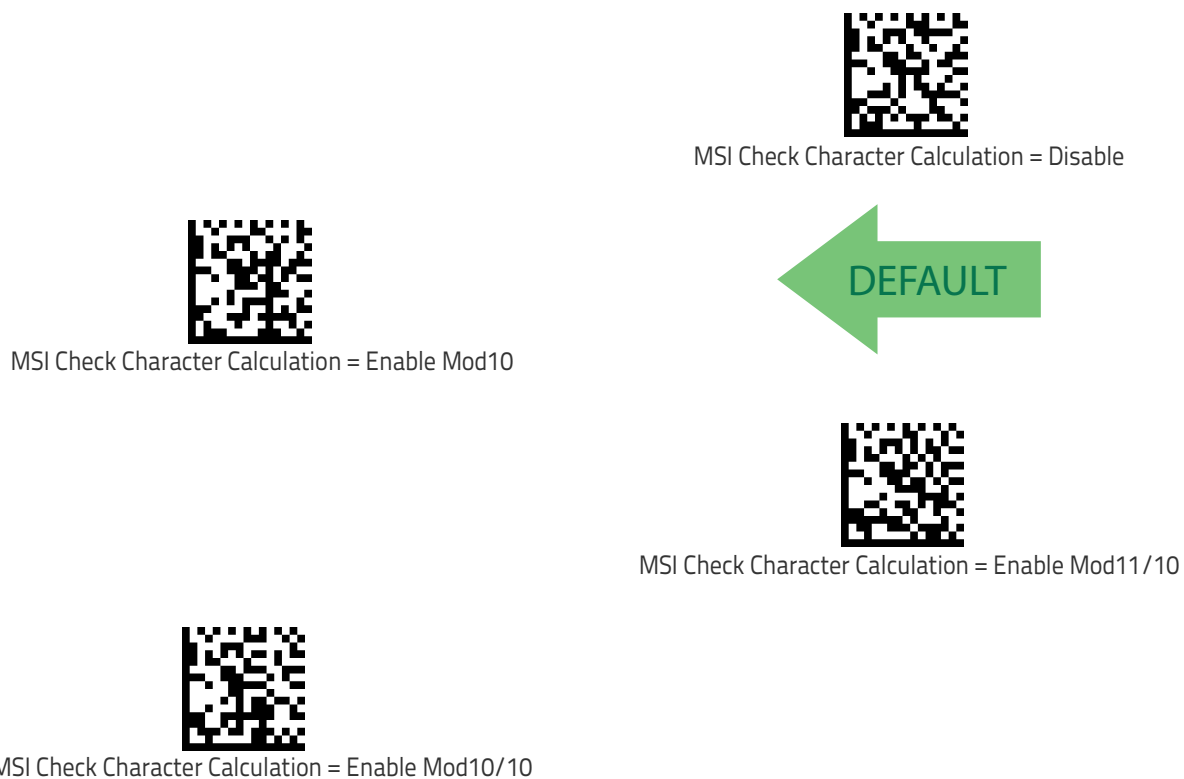 MSI Check Character Calculation = Disable
DEFAULT
MSI Check Character Calculation = Enable Mod10
MSI Check Character Calculation = Enable Mod11/10
MSI Check Character Calculation = Enable Mod10/10